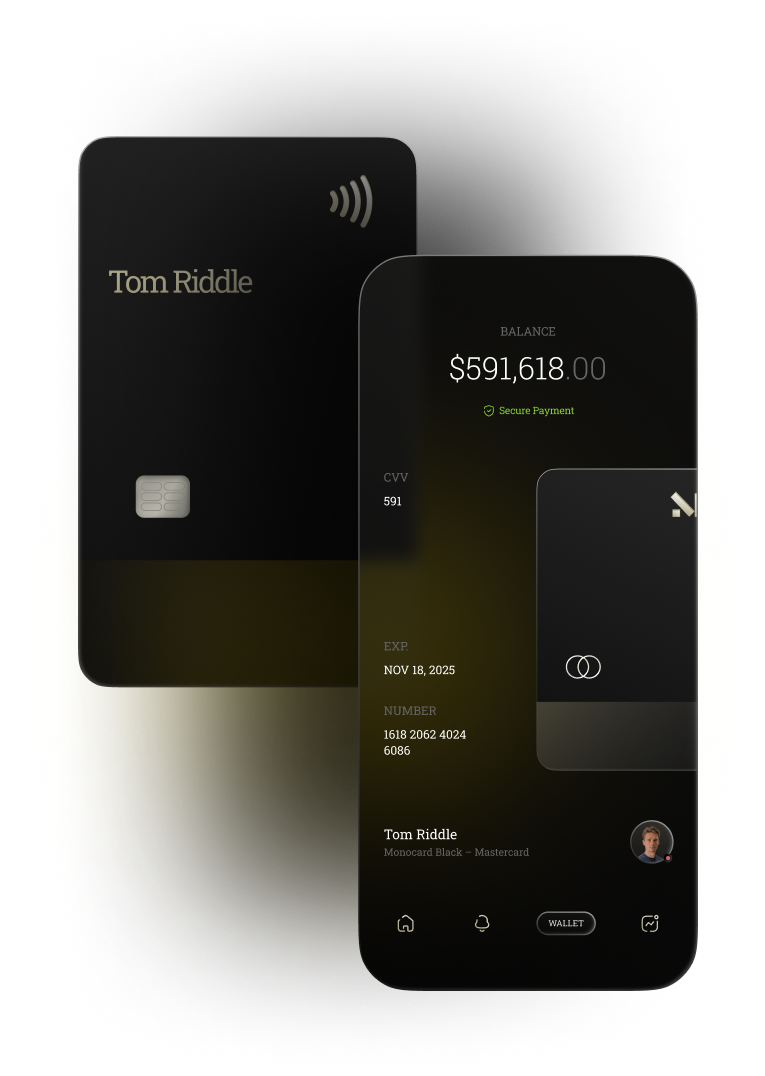 Tom Riddle
BALANCE
$591,618.00
Secure Payment
CVV
591
EXP.
NOV 18, 2025
NUMBER
1618 2062 4024
6086
Tom Riddle
Monocard Black – Mastercard
WALLET